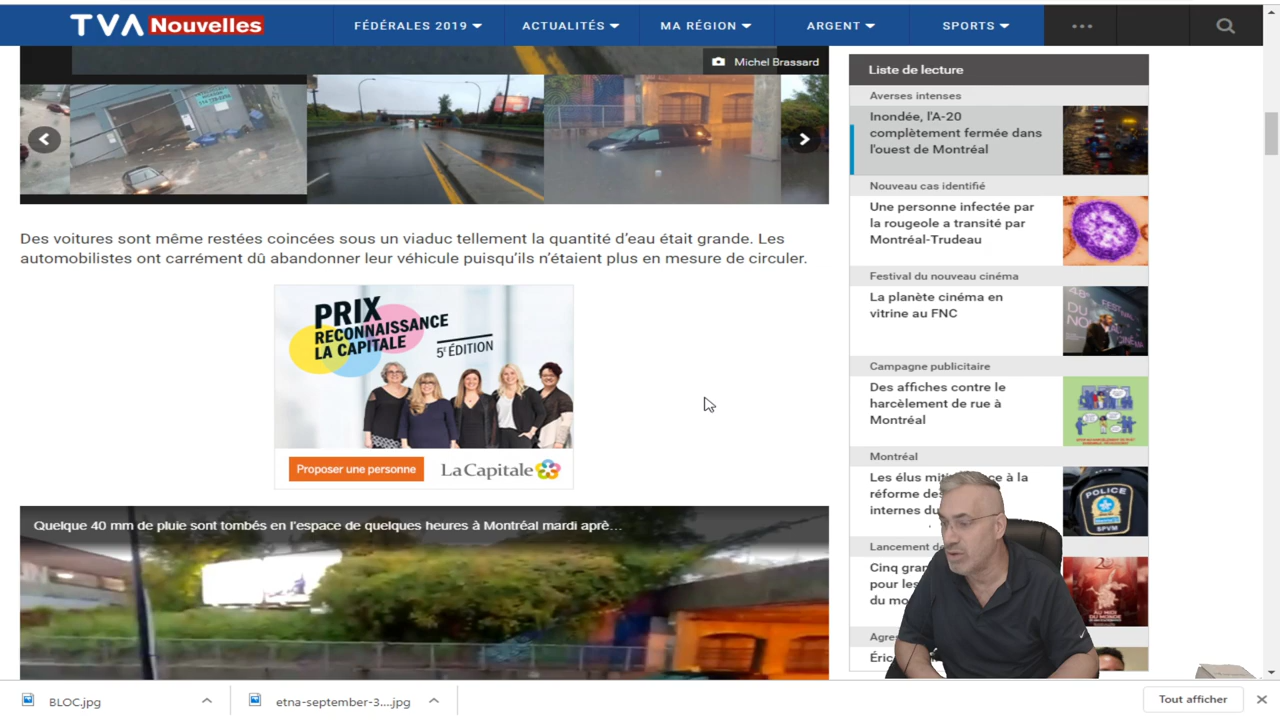 TVA Nouvelles
FÉDÉRALES 2019
ACTUALITÉS
MA RÉGION
ARGENT
SPORTS
Michel Brassard
Des voitures sont même restées coincées sous un viaduc tellement la quantité d'eau était grande. Les
automobilistes ont carrément dû abandonner leur véhicule puisqu'ils n'étaient plus en mesure de circuler.
PRIX
RECONNAISSANCE
LA CAPITALE
5E ÉDITION
Proposer une personne
La Capitale
Quelque 40 mm de pluie sont tombés en l'espace de quelques heures à Montréal mardi aprè…
Liste de lecture
Averses intenses
Inondée, l'A-20
complètement fermée dans
l'ouest de Montréal
Nouveau cas identifié
Une personne infectée par
la rougeole a transité par
Montréal-Trudeau
Festival du nouveau cinéma
La planète cinéma en
vitrine au FNC
Campagne publicitaire
Des affiches contre le
harcèlement de rue à
Montréal
Montréal
Les élus à la
réforme
internes
POLICE
SPVM
Lancement
Cinq
pour les
du
BLOC.jpg
etna-september-3....jpg
Tout afficher